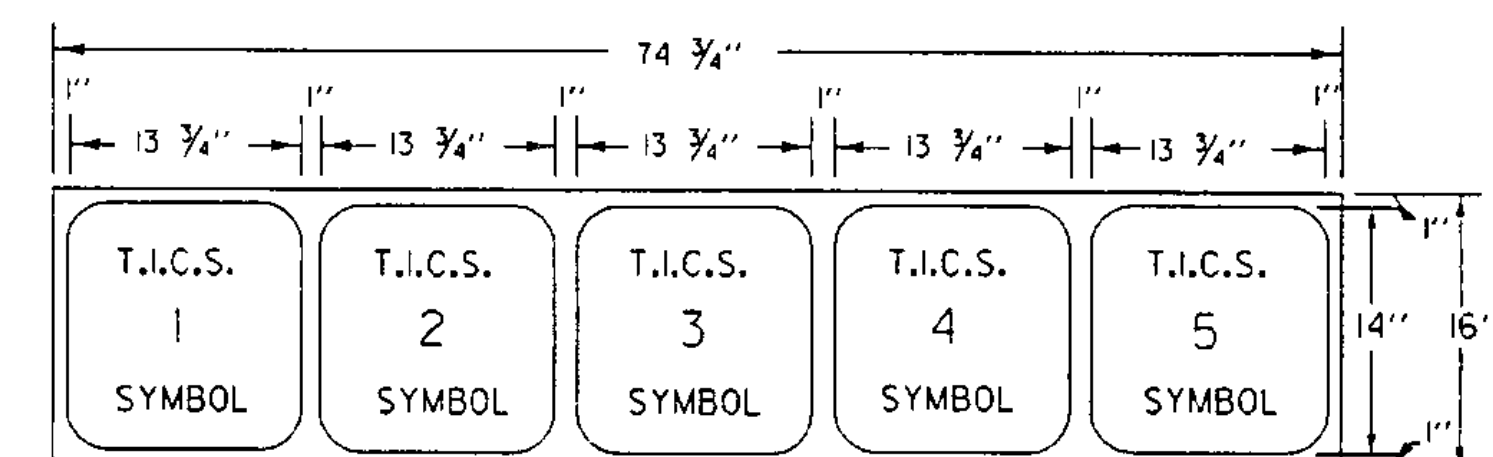 74 3/4''
1'' 1'' 1'' 1'' 1'' 1''
13 3/4'' 13 3/4'' 13 3/4'' 13 3/4'' 13 3/4''
1''
T.I.C.S. T.I.C.S. T.I.C.S. T.I.C.S. T.I.C.S.
1 2 3 4 5 14'' 16'
SYMBOL SYMBOL SYMBOL SYMBOL SYMBOL
1''